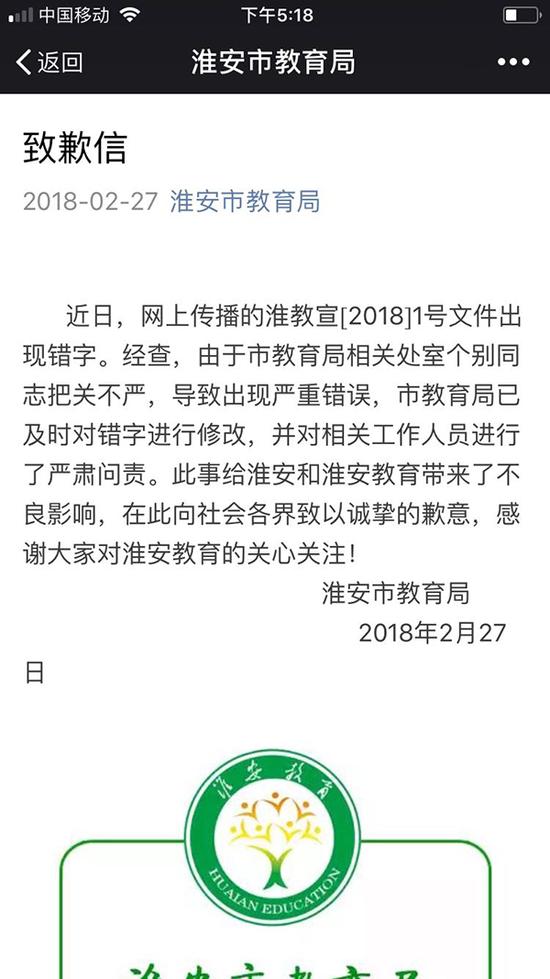 中国移动 下午5:18
返回 淮安市教育局
致歉信
2018-02-27 淮安市教育局
近日，网上传播的淮教宣[2018]1号文件出
现错字。经查，由于市教育局相关处室个别同
志把关不严，导致出现严重错误，市教育局已
及时对错字进行修改，并对相关工作人员进行
了严肃问责。此事给淮安和淮安教育带来了不
良影响，在此向社会各界致以诚挚的歉意，感
谢大家对淮安教育的关心关注！
淮安市教育局
2018年2月27
日
淮安教育
HUAIAN EDUCATION